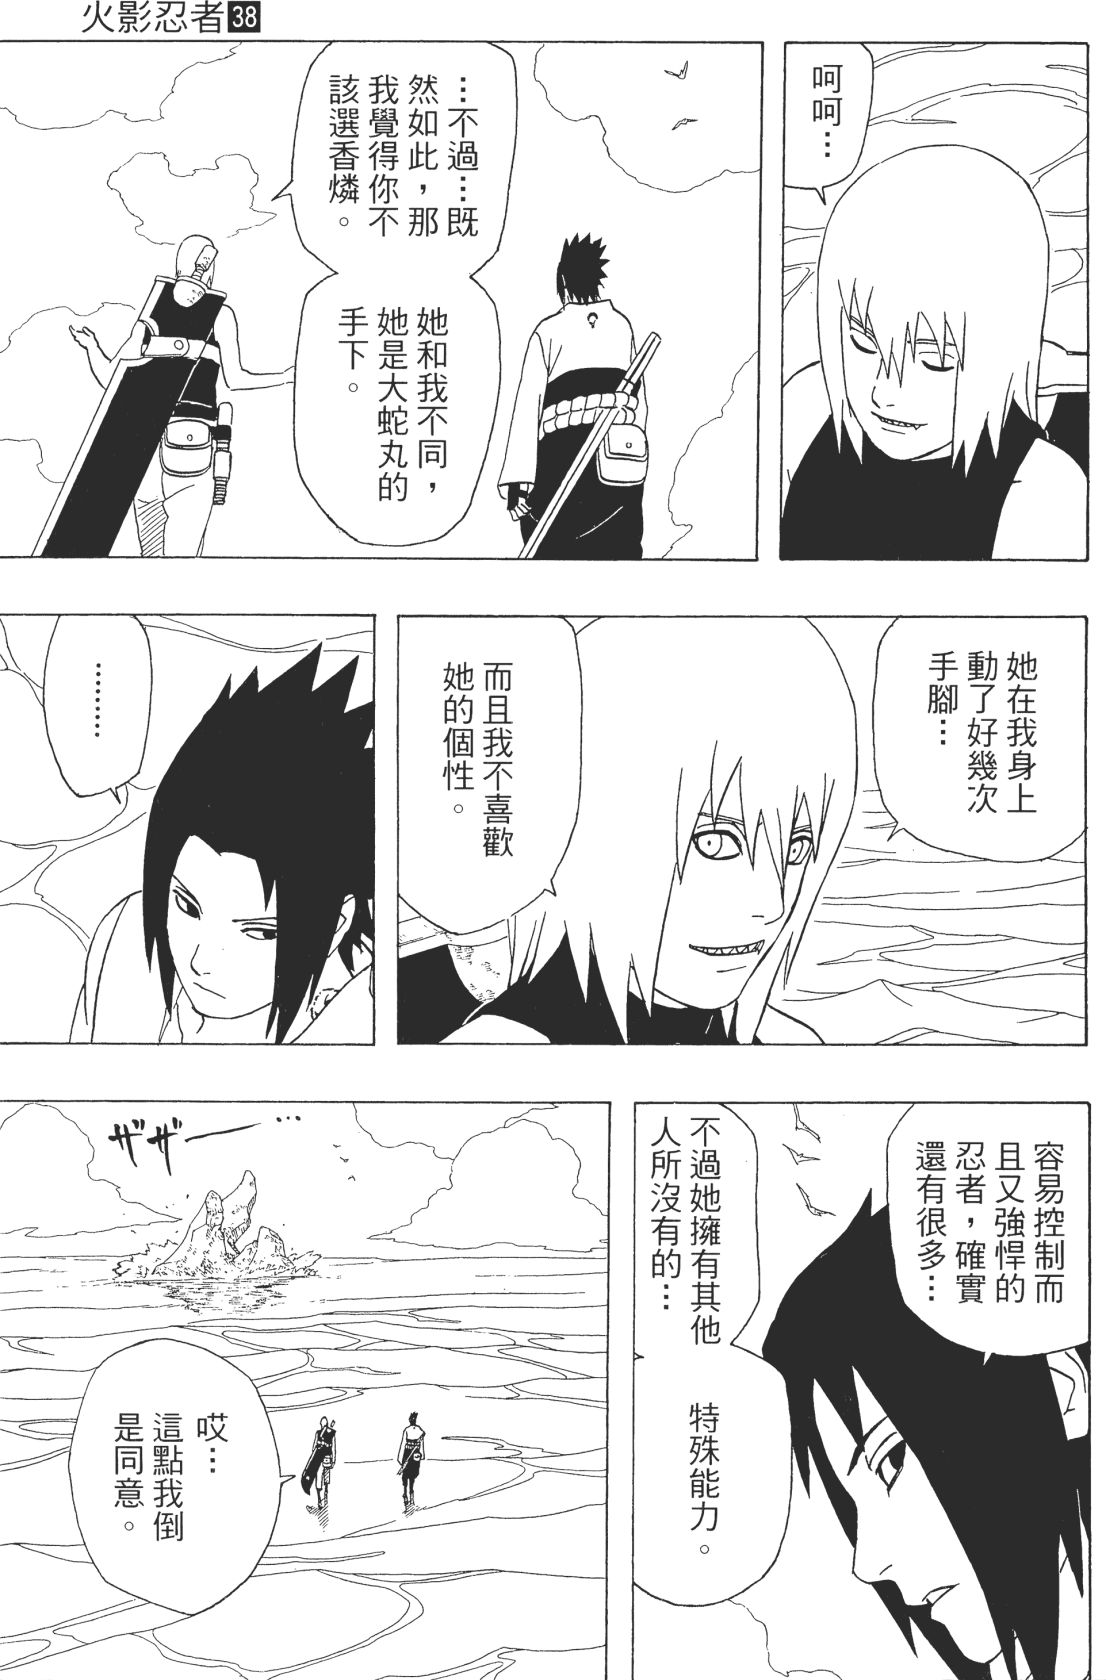 火影忍者38
呵呵…
…不過…既
然如此，那
我覺得你不
該選香燐。
她和我不同，
她是大蛇丸的
手下。
她在我身上
動了好幾次
手腳…
而且我不喜歡
她的個性。
………
容易控制而
且又強悍的
忍者，確實
還有很多…
不過她擁有其他
人所沒有的…
特殊能力。
ザザー…
哎…
這點我倒
是同意。